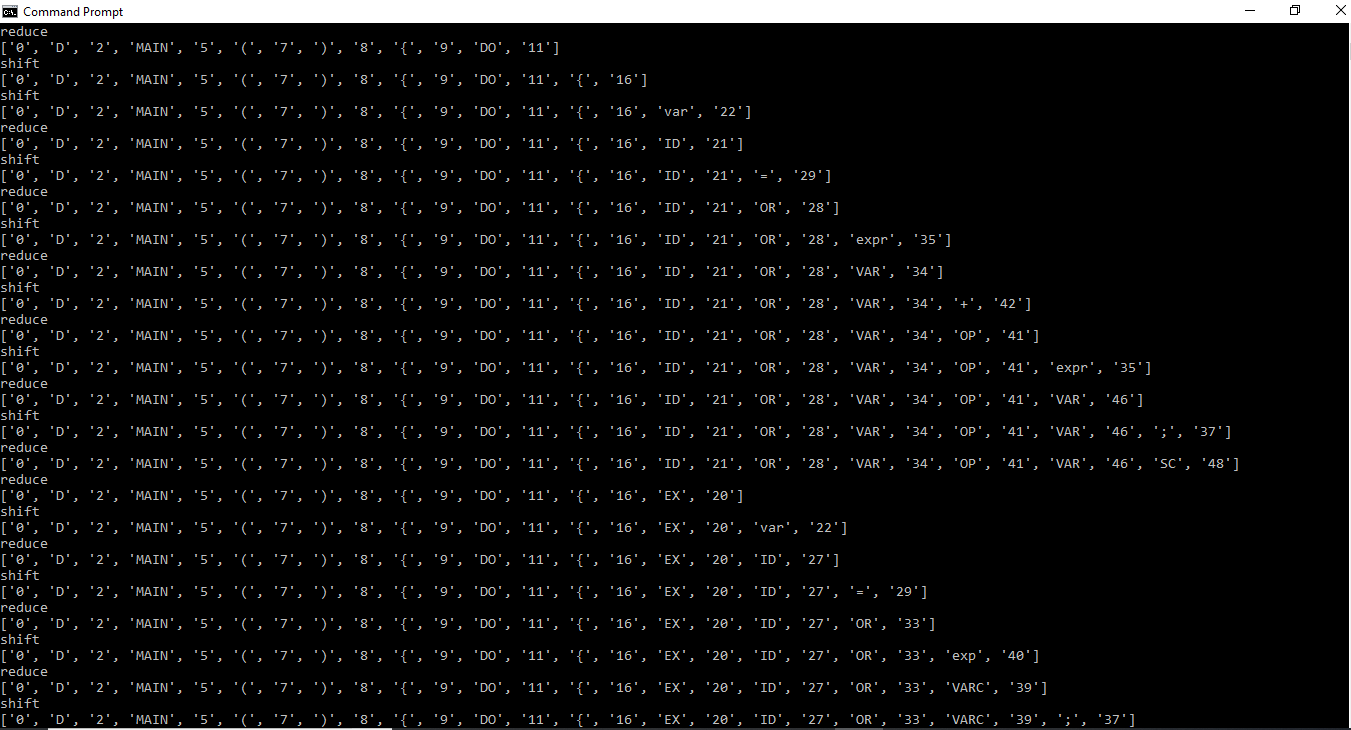 Command Prompt
reduce
['0', 'D', '2', 'MAIN', '5', '(', '7', ')', '8', '{', '9', 'DO', '11']
shift
['0', 'D', '2', 'MAIN', '5', '(', '7', ')', '8', '{', '9', 'DO', '11', '{', '16']
shift
['0', 'D', '2', 'MAIN', '5', '(', '7', ')', '8', '{', '9', 'DO', '11', '{', '16', 'var', '22']
reduce
['0', 'D', '2', 'MAIN', '5', '(', '7', ')', '8', '{', '9', 'DO', '11', '{', '16', 'ID', '21']
shift
['0', 'D', '2', 'MAIN', '5', '(', '7', ')', '8', '{', '9', 'DO', '11', '{', '16', 'ID', '21', '=', '29']
reduce
['0', 'D', '2', 'MAIN', '5', '(', '7', ')', '8', '{', '9', 'DO', '11', '{', '16', 'ID', '21', 'OR', '28']
shift
['0', 'D', '2', 'MAIN', '5', '(', '7', ')', '8', '{', '9', 'DO', '11', '{', '16', 'ID', '21', 'OR', '28', 'expr', '35']
reduce
['0', 'D', '2', 'MAIN', '5', '(', '7', ')', '8', '{', '9', 'DO', '11', '{', '16', 'ID', '21', 'OR', '28', 'VAR', '34']
shift
['0', 'D', '2', 'MAIN', '5', '(', '7', ')', '8', '{', '9', 'DO', '11', '{', '16', 'ID', '21', 'OR', '28', 'VAR', '34', '+', '42']
reduce
['0', 'D', '2', 'MAIN', '5', '(', '7', ')', '8', '{', '9', 'DO', '11', '{', '16', 'ID', '21', 'OR', '28', 'VAR', '34', 'OP', '41']
shift
['0', 'D', '2', 'MAIN', '5', '(', '7', ')', '8', '{', '9', 'DO', '11', '{', '16', 'ID', '21', 'OR', '28', 'VAR', '34', 'OP', '41', 'expr', '35']
reduce
['0', 'D', '2', 'MAIN', '5', '(', '7', ')', '8', '{', '9', 'DO', '11', '{', '16', 'ID', '21', 'OR', '28', 'VAR', '34', 'OP', '41', 'VAR', '46']
shift
['0', 'D', '2', 'MAIN', '5', '(', '7', ')', '8', '{', '9', 'DO', '11', '{', '16', 'ID', '21', 'OR', '28', 'VAR', '34', 'OP', '41', 'VAR', '46', ';', '37']
reduce
['0', 'D', '2', 'MAIN', '5', '(', '7', ')', '8', '{', '9', 'DO', '11', '{', '16', 'ID', '21', 'OR', '28', 'VAR', '34', 'OP', '41', 'VAR', '46', 'SC', '48']
reduce
['0', 'D', '2', 'MAIN', '5', '(', '7', ')', '8', '{', '9', 'DO', '11', '{', '16', 'EX', '20']
shift
['0', 'D', '2', 'MAIN', '5', '(', '7', ')', '8', '{', '9', 'DO', '11', '{', '16', 'EX', '20', 'var', '22']
reduce
['0', 'D', '2', 'MAIN', '5', '(', '7', ')', '8', '{', '9', 'DO', '11', '{', '16', 'EX', '20', 'ID', '27']
shift
['0', 'D', '2', 'MAIN', '5', '(', '7', ')', '8', '{', '9', 'DO', '11', '{', '16', 'EX', '20', 'ID', '27', '=', '29']
reduce
['0', 'D', '2', 'MAIN', '5', '(', '7', ')', '8', '{', '9', 'DO', '11', '{', '16', 'EX', '20', 'ID', '27', 'OR', '33']
shift
['0', 'D', '2', 'MAIN', '5', '(', '7', ')', '8', '{', '9', 'DO', '11', '{', '16', 'EX', '20', 'ID', '27', 'OR', '33', 'exp', '40']
reduce
['0', 'D', '2', 'MAIN', '5', '(', '7', ')', '8', '{', '9', 'DO', '11', '{', '16', 'EX', '20', 'ID', '27', 'OR', '33', 'VARC', '39']
shift
['0', 'D', '2', 'MAIN', '5', '(', '7', ')', '8', '{', '9', 'DO', '11', '{', '16', 'EX', '20', 'ID', '27', 'OR', '33', 'VARC', '39', ';', '37']